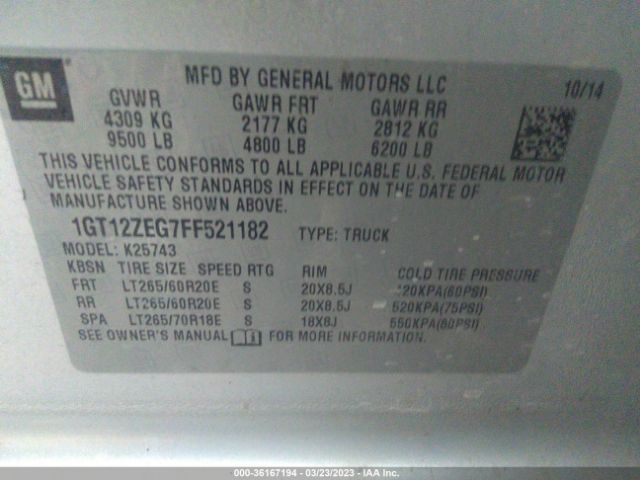 GM
MFD BY GENERAL MOTORS LLC 10/14
GVWR GAWR FRT GAWR RR
4309 KG 2177 KG 2812 KG
9500 LB 4800 LB 6200 LB
THIS VEHICLE CONFORMS TO ALL APPLICABLE U.S. FEDERAL MOTOR
VEHICLE SAFETY STANDARDS IN EFFECT ON THE DATE OF
MANUFACTURE SHOWN ABOVE.
1GT12ZEG7FF521182 TYPE: TRUCK
MODEL: K25743
KBSN TIRE SIZE SPEED RTG RIM COLD TIRE PRESSURE
FRT LT265/60R20E S 20X8.5J
RR LT265/60R20E S 20X8.5J 520KPA(75PSI)
SPA LT265/70R18E S 18X8J 550KPA(80PSI)
SEE OWNER'S MANUAL FOR MORE INFORMATION.
000-36167194 - 03/23/2023 - IAA Inc.